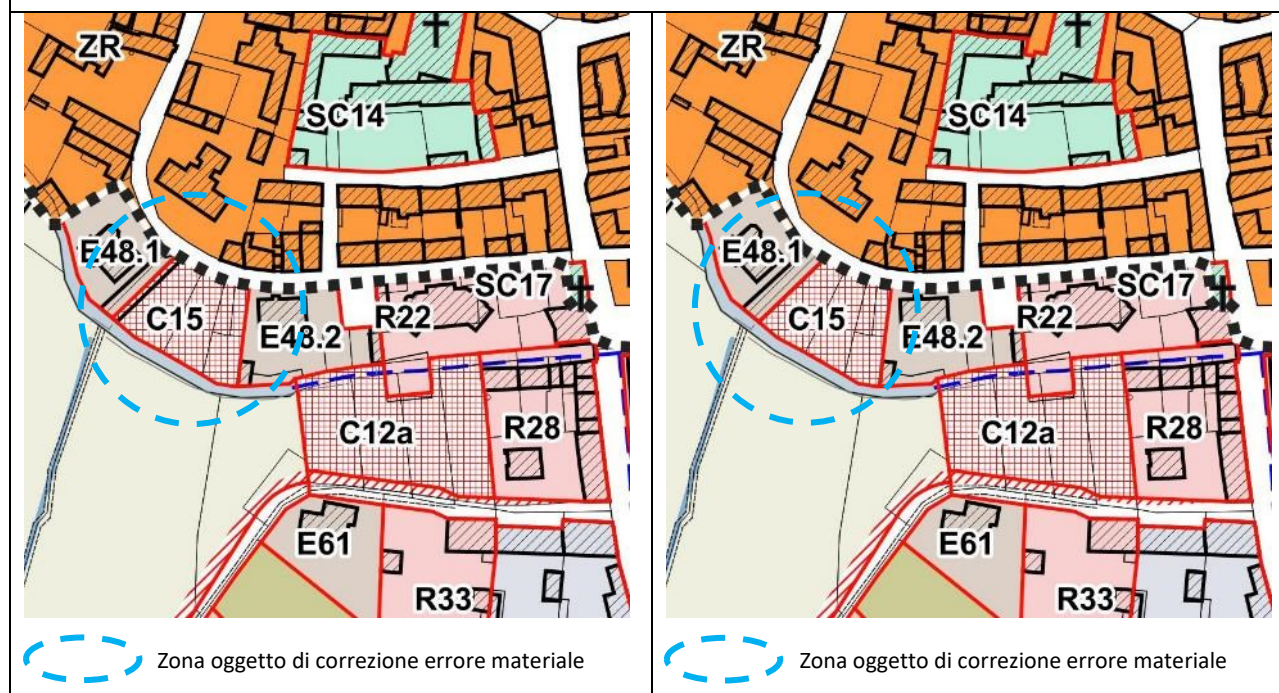 ZR
SC14
E48.1
SC17
C15
R22
E48.2
C12a
R28
E61
R33
Zona oggetto di correzione errore materiale
ZR
SC14
E48.1
SC17
C15
R22
E48.2
C12a
R28
E61
R33
Zona oggetto di correzione errore materiale